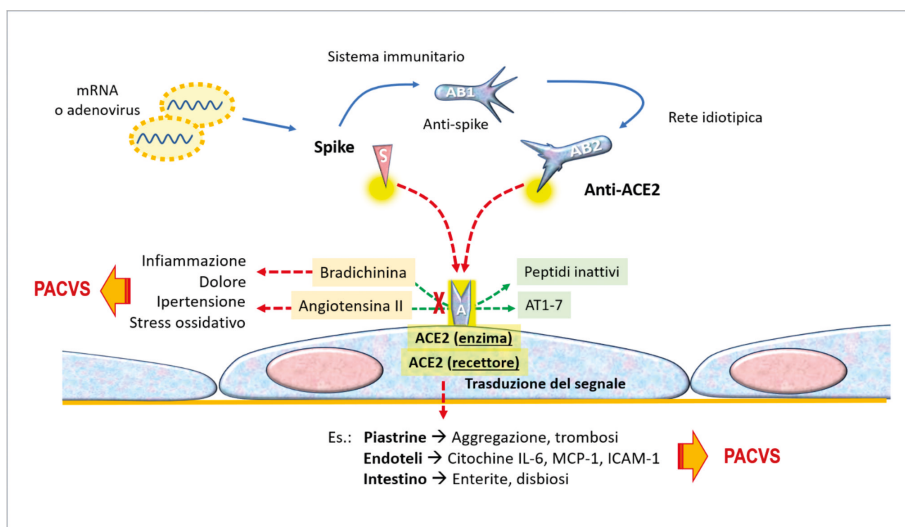 Sistema immunitario
mRNA
o adenovirus
AB1
Anti-spike
Rete idiotipica
Spike
S
AB2
Anti-ACE2
Infiammazione
Dolore
Ipertensione
Stress ossidativo
PACVS
Bradichinina
Angiotensina II
X
A
Peptidi inattivi
AT1-7
ACE2 (enzima)
ACE2 (recettore)
Trasduzione del segnale
Es.: Piastrine → Aggregazione, trombosi
Endoteli → Citochine IL-6, MCP-1, ICAM-1
Intestino → Enterite, disbiosi
PACVS